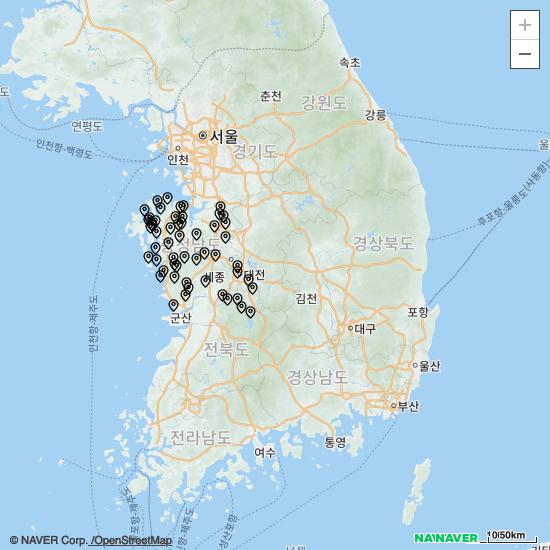 +
−
속초
춘천
강원도
강릉
연평도
서울
인천
경기도
인천항-백령도
후포항-울릉도(사동항)
경상북도
대전
세종
김천
인천항-제주도
포항
군산
대구
전북도
울산
경상남도
부산
전라남도
통영
여수
© NAVER Corp. /OpenStreetMap
NAVER
10/50km